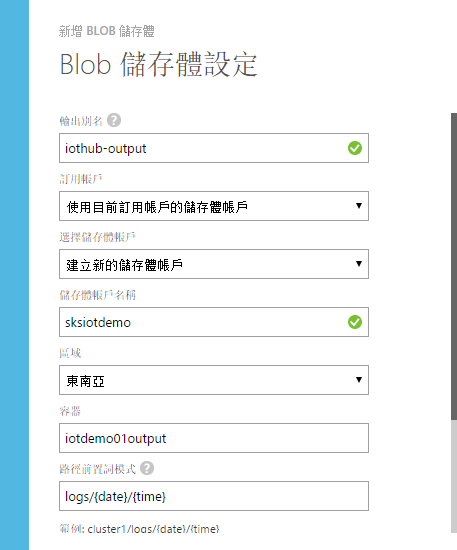 新增 BLOB 儲存體
Blob 儲存體設定
輸出別名 ?
iothub-output
訂用帳戶
使用目前訂用帳戶的儲存體帳戶
選擇儲存體帳戶
建立新的儲存體帳戶
儲存體帳戶名稱
sksiotdemo
區域
東南亞
容器
iotdemo01output
路徑前置詞模式 ?
logs/{date}/{time}
範例: cluster1/logs/{date}/{time}